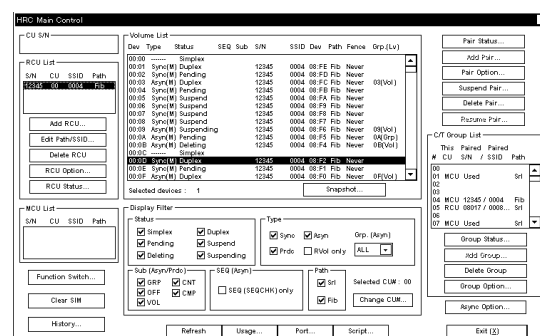 HRC Main Control
CU S/N
RCU List
S/N CU SSID Path
12345 00 0004 Fib
Add RCU...
Edit Path/SSID...
Delete RCU
RCU Option...
RCU Status...
MCU List
S/N CU SSID Path
Function Switch...
Clear SIM
History...
Volume List
Dev Type Status SEQ Sub S/N SSID Dev Path Fence Grp.(Lv)
00:00 ------- Simplex
00:01 Sync(M) Duplex 12345 0004 08:FE Fib Never
00:02 Sync(M) Pending 12345 0004 08:FD Fib Never
00:03 Asyn(M) Duplex 12345 0004 08:FC Fib Never 03(Vol)
00:04 Sync(M) Pending 12345 0004 08:FB Fib Never
00:05 Sync(M) Suspend 12345 0004 08:FA Fib Never
00:06 Sync(M) Suspend 12345 0004 08:F9 Fib Never
00:07 Sync(M) Suspend 12345 0004 08:F8 Fib Never
00:08 Sync(M) Suspend 12345 0004 08:F7 Fib Never
00:09 Asyn(M) Suspending 12345 0004 08:F6 Fib Never 09(Vol)
00:0A Asyn(M) Pending 12345 0004 08:F5 Fib Never 0A(Grp)
00:0B Asyn(M) Deleting 12345 0004 08:F4 Fib Never 0B(Vol)
00:0C ------- Simplex
00:0D Sync(M) Duplex 12345 0004 08:F2 Fib Never
00:0E Sync(M) Pending 12345 0004 08:F1 Fib Never
00:0F Asyn(M) Duplex 12345 0004 08:F0 Fib Never 0F(Vol)
Selected devices : 1
Snapshot...
Display Filter
Status
Simplex Duplex
Pending Suspend
Deleting Suspending
Type
Sync Asyn Grp. (Asyn)
Prdc RVol only ALL
Sub (Asyn/Prdc)
GRP CNT
OFF CMP
VOL
SEQ (Asyn)
SEQ (SEQCHK) only
Path
Srl
Fib
Selected CU#: 00
Change CU#...
Refresh
Usage...
Port...
Script...
Pair Status...
Add Pair...
Pair Option...
Suspend Pair...
Delete Pair...
Resume Pair...
C/T Group List
This Paired Paired
# CU S/N / SSID Path
00
01 MCU Used Srl
02
03
04 MCU 12345 / 0004 Fib
05 RCU 08017 / 0008... Srl
06
07 MCU Used Srl
Group Status...
Add Group...
Delete Group
Group Option...
Async Option...
Exit (X)